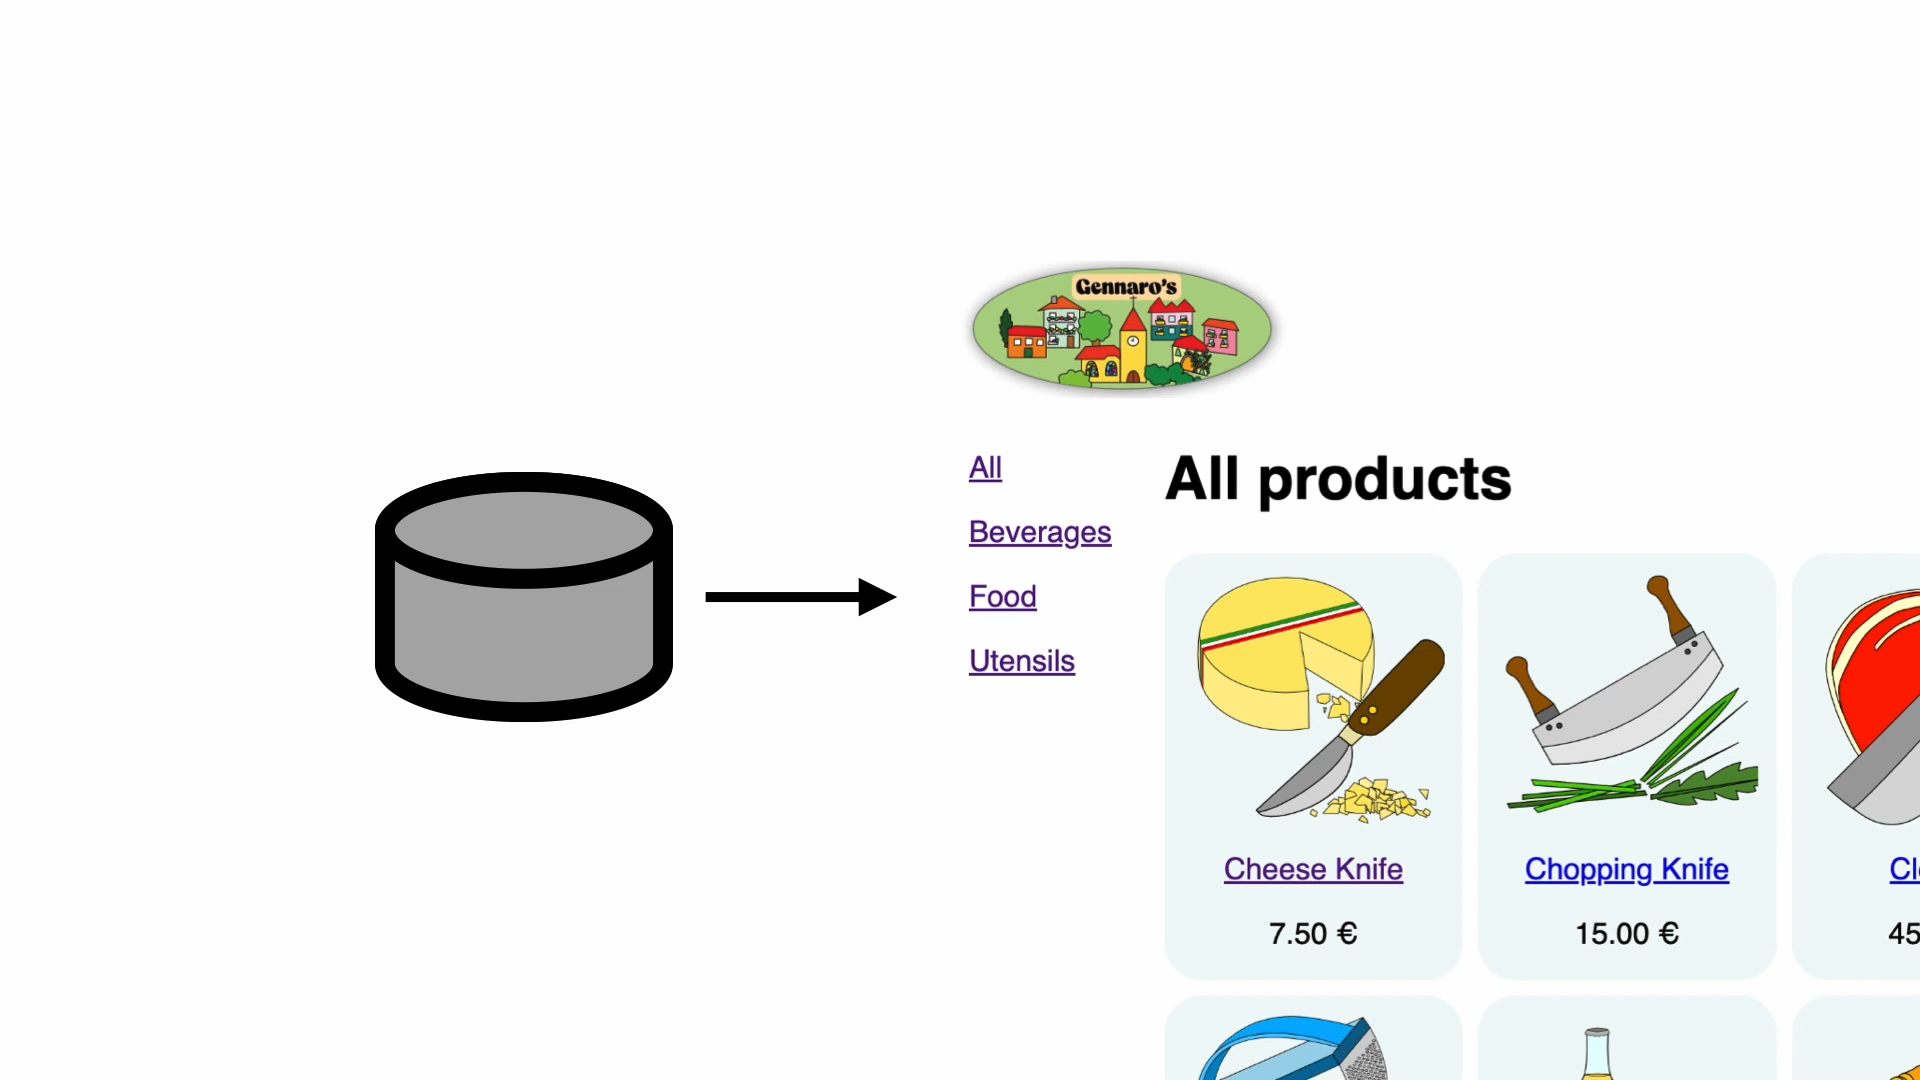 Gennaro's
All
Beverages
Food
Utensils
All products
Cheese Knife
Chopping Knife
7.50 €
15.00 €